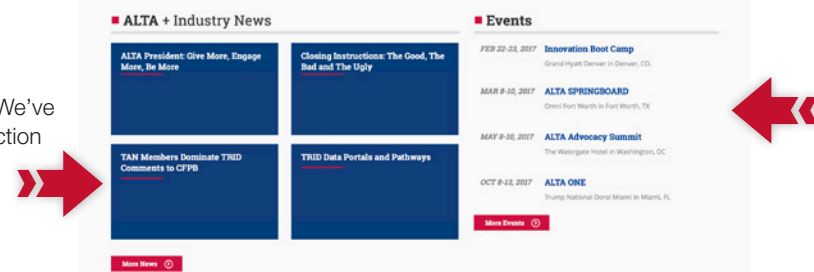 We've
ction
ALTA + Industry News
ALTA President: Give More, Engage
More, Be More
Closing Instructions: The Good, The
Bad and The Ugly
TAN Members Dominate TRID
Comments to CFPB
TRID Data Portals and Pathways
More News
Events
FEB 22-23, 2017 Innovation Boot Camp
Grand Hyatt Denver in Denver, CO.
MAR 8-10, 2017 ALTA SPRINGBOARD
Omni Fort Worth in Fort Worth, TX
MAY 8-10, 2017 ALTA Advocacy Summit
The Watergate Hotel in Washington, DC
OCT 8-13, 2017 ALTA ONE
Trump National Doral Miami in Miami, FL
More Events